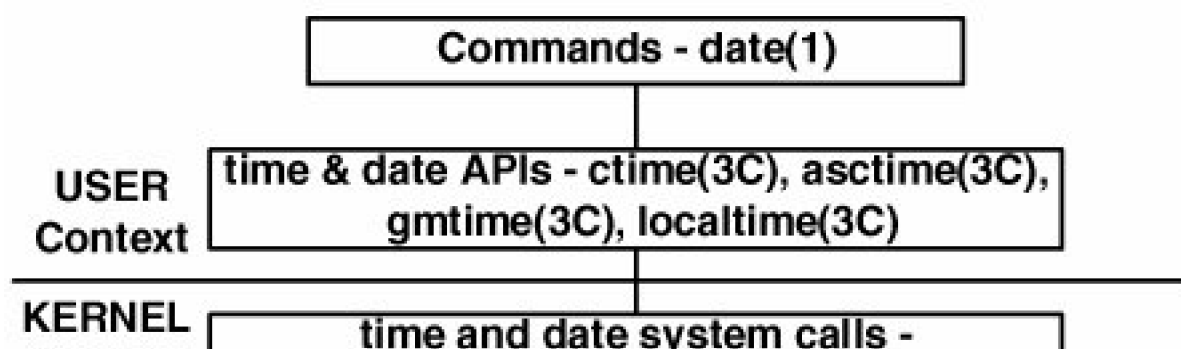 Commands - date(1)
time & date APIs - ctime(3C), asctime(3C),
gmtime(3C), localtime(3C)
USER
Context
KERNEL
time and date system calls -